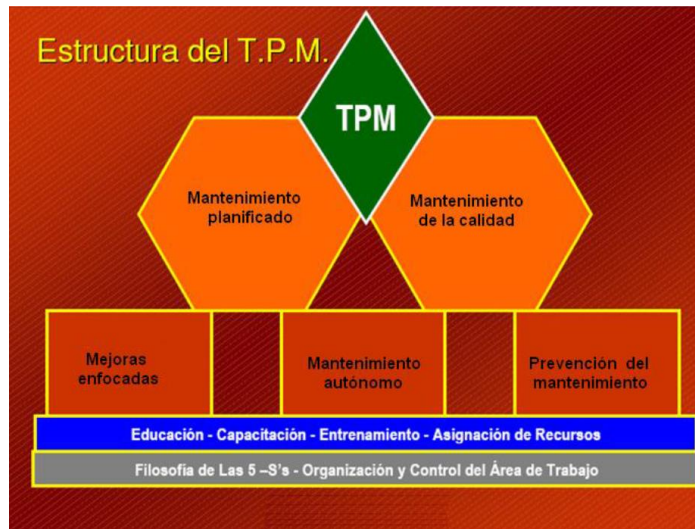 Estructura del T.P.M.
TPM
Mantenimiento
planificado
Mantenimiento
de la calidad
Mejoras
enfocadas
Mantenimiento
autónomo
Prevención del
mantenimiento
Educación - Capacitación - Entrenamiento - Asignación de Recursos
Filosofía de Las 5 –S's - Organización y Control del Área de Trabajo